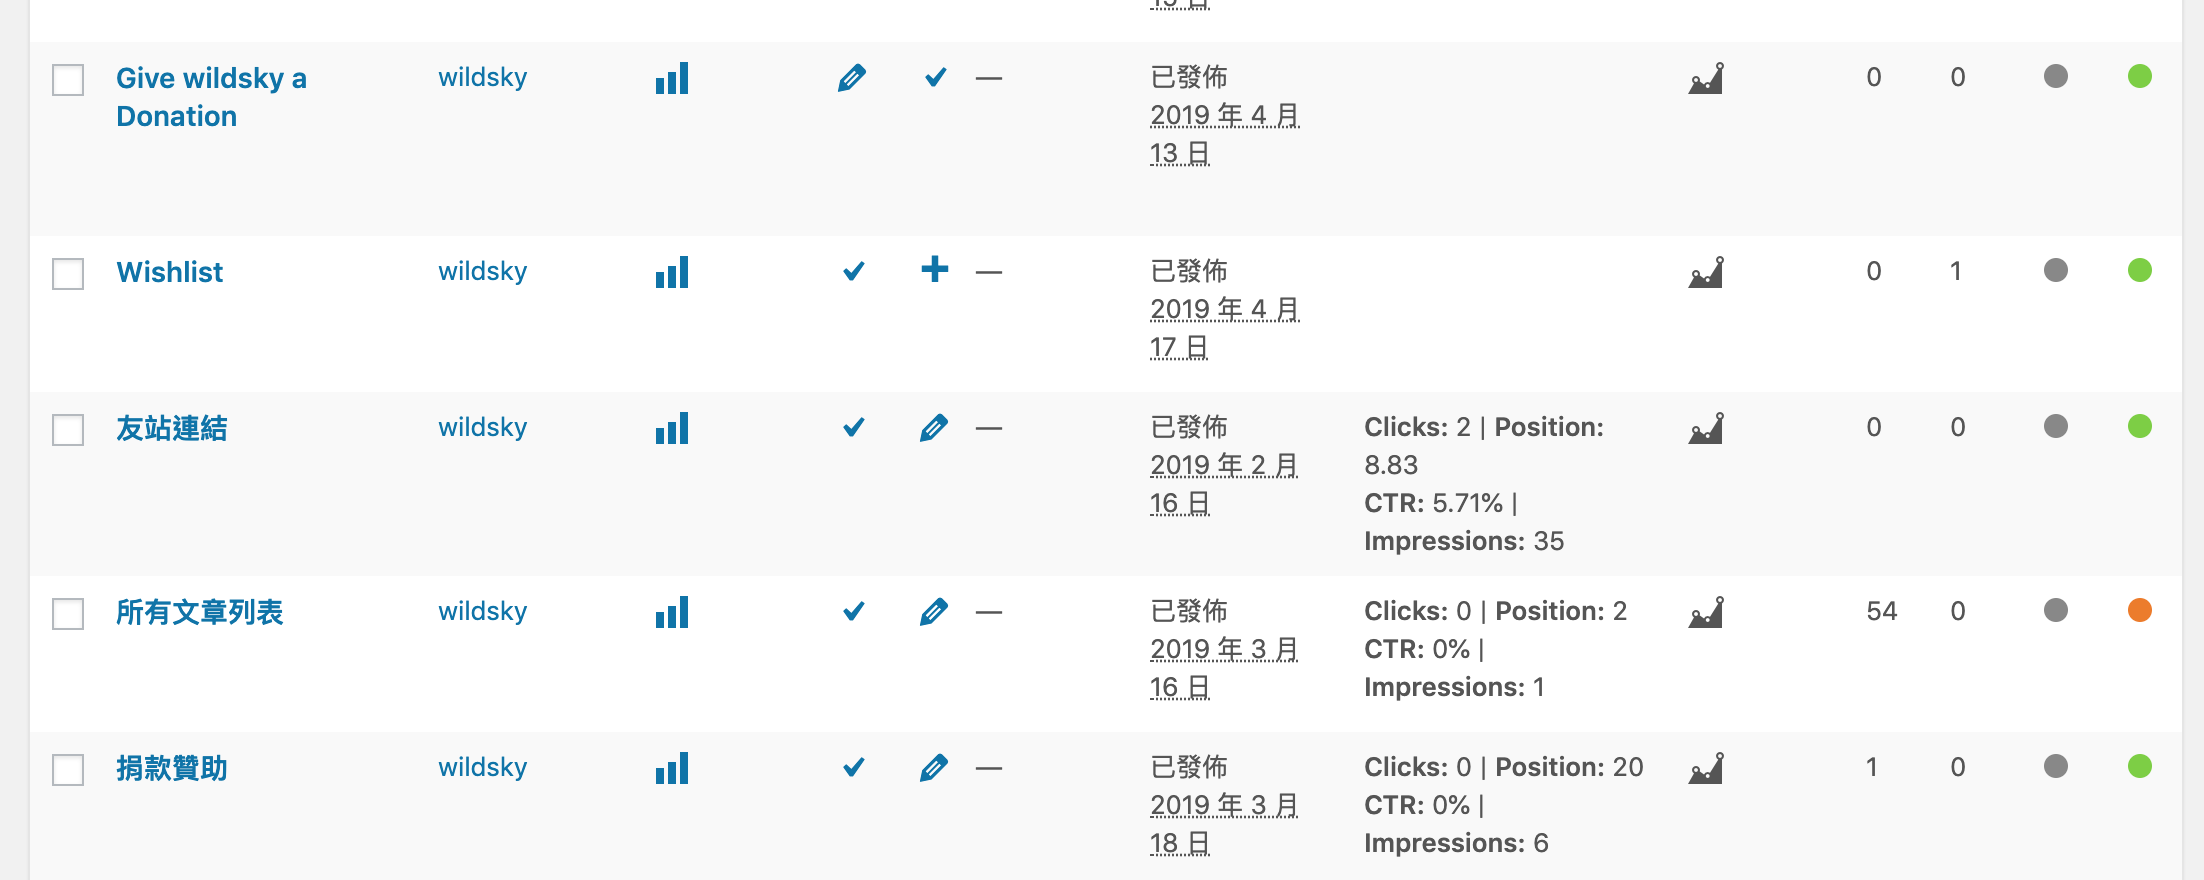 Give wildsky a
Donation
wildsky
—
已發佈
2019 年 4 月
13 日
0
0
Wishlist
wildsky
—
已發佈
2019 年 4 月
17 日
0
1
友站連結
wildsky
—
已發佈
2019 年 2 月
16 日
Clicks: 2 | Position:
8.83
CTR: 5.71% |
Impressions: 35
0
0
所有文章列表
wildsky
—
已發佈
2019 年 3 月
16 日
Clicks: 0 | Position: 2
CTR: 0% |
Impressions: 1
54
0
捐款贊助
wildsky
—
已發佈
2019 年 3 月
18 日
Clicks: 0 | Position: 20
CTR: 0% |
Impressions: 6
1
0